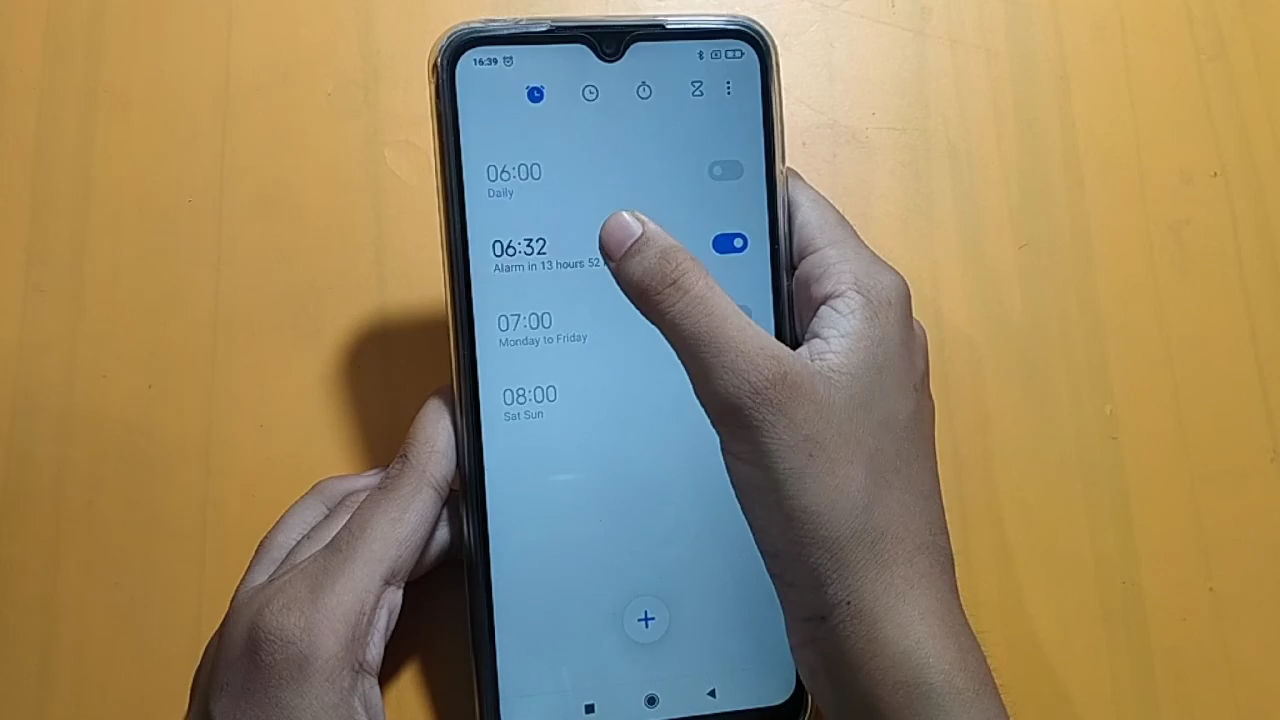 16:39
06:00
Daily
06:32
Alarm in 13 hours 52
07:00
Monday to Friday
08:00
Sat Sun